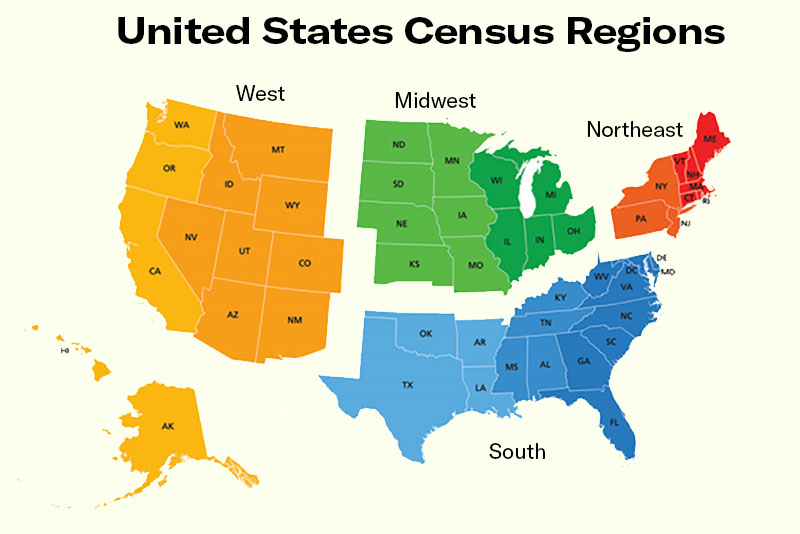 United States Census Regions
West
Midwest
Northeast
WA
OR
MT
ID
WY
NV
UT
CO
CA
AZ
NM
HI
AK
ND
MN
SD
WI
MI
NE
IA
KS
MO
IL
IN
OH
ME
VT
NH
NY
MA
CT
RI
PA
NJ
DE
MD
DC
WV
VA
KY
NC
TN
OK
AR
SC
MS
AL
GA
TX
LA
FL
South